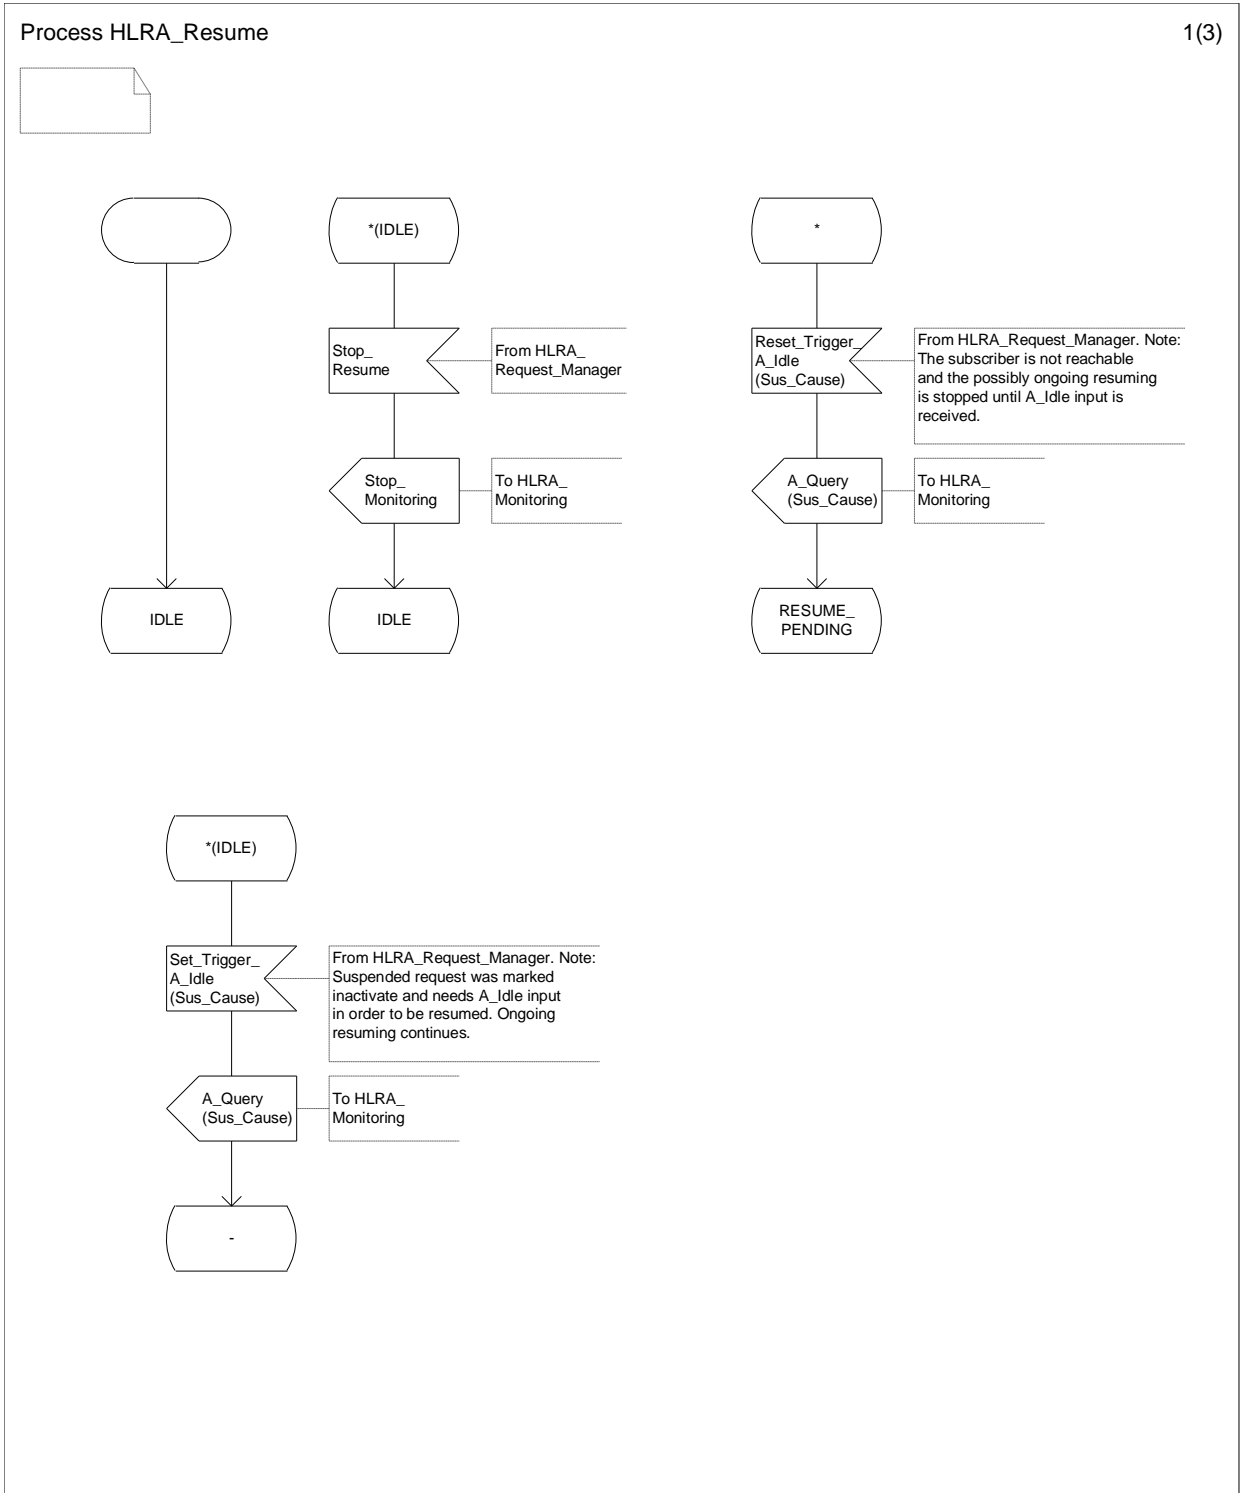 Process HLRA_Resume
1(3)
*(IDLE)
*
Stop_
Resume
From HLRA_
Request_Manager
Reset_Trigger_
A_Idle
(Sus_Cause)
From HLRA_Request_Manager. Note:
The subscriber is not reachable
and the possibly ongoing resuming
is stopped until A_Idle input is
received.
Stop_
Monitoring
To HLRA_
Monitoring
A_Query
(Sus_Cause)
To HLRA_
Monitoring
IDLE
IDLE
RESUME_
PENDING
*(IDLE)
Set_Trigger_
A_Idle
(Sus_Cause)
From HLRA_Request_Manager. Note:
Suspended request was marked
inactivate and needs A_Idle input
in order to be resumed. Ongoing
resuming continues.
A_Query
(Sus_Cause)
To HLRA_
Monitoring
-